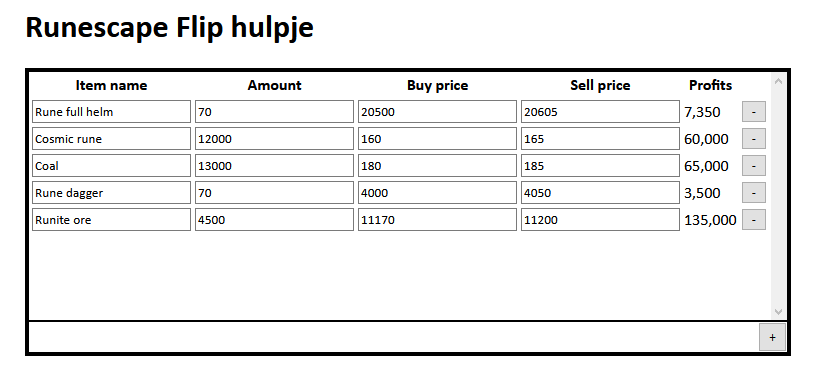 Runescape Flip hulpje
Item name Amount Buy price Sell price Profits
Rune full helm 70 20500 20605 7,350 -
Cosmic rune 12000 160 165 60,000 -
Coal 13000 180 185 65,000 -
Rune dagger 70 4000 4050 3,500 -
Runite ore 4500 11170 11200 135,000 -
+